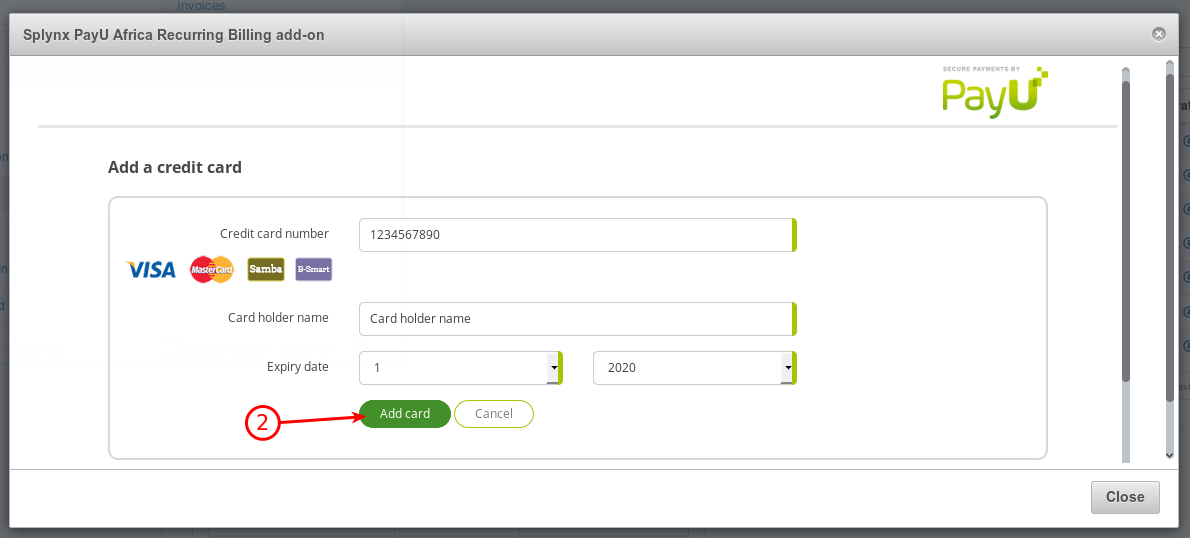 Invoices
Splynx PayU Africa Recurring Billing add-on
SECURE PAYMENTS BY
PayU
Add a credit card
Credit card number
1234567890
VISA MasterCard Samba B-Smart
Card holder name
Card holder name
Expiry date
1
2020
2
Add card
Cancel
Close